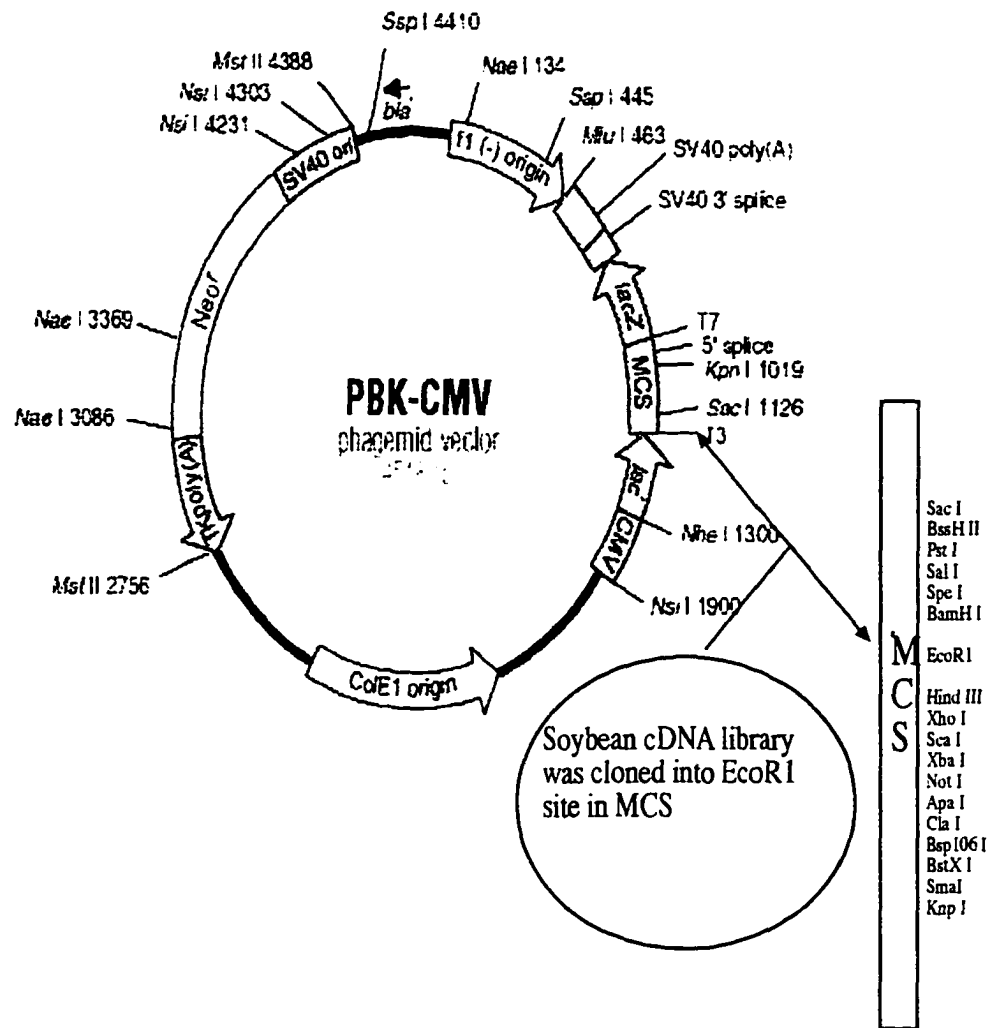 Ssp I 4410
Mst II 4388
Nsi I 4303
Nsi I 4231
bla
Nae I 134
Ssp I 445
Mlu I 463
SV40 poly(A)
SV40 3' splice
SV40 ori
f1 (-) origin
lacZ
T7
5' splice
Kpn I 1019
MCS
Sac I 1126
T3
Neo r
Nae I 3369
Nae I 3086
PBK-CMV
phagemid vector
lac'
CMV
Nhe I 1300
Nsi I 1900
TKpoly(A)
Mst II 2756
ColE1 origin
Soybean cDNA library
was cloned into EcoR1
site in MCS
M
C
S
Sac I
BssH II
Pst I
Sal I
Spe I
BamH I
EcoR1
Hind III
Xho I
Sca I
Xba I
Not I
Apa I
Cla I
Bsp106 I
BstX I
SmaI
Knp I